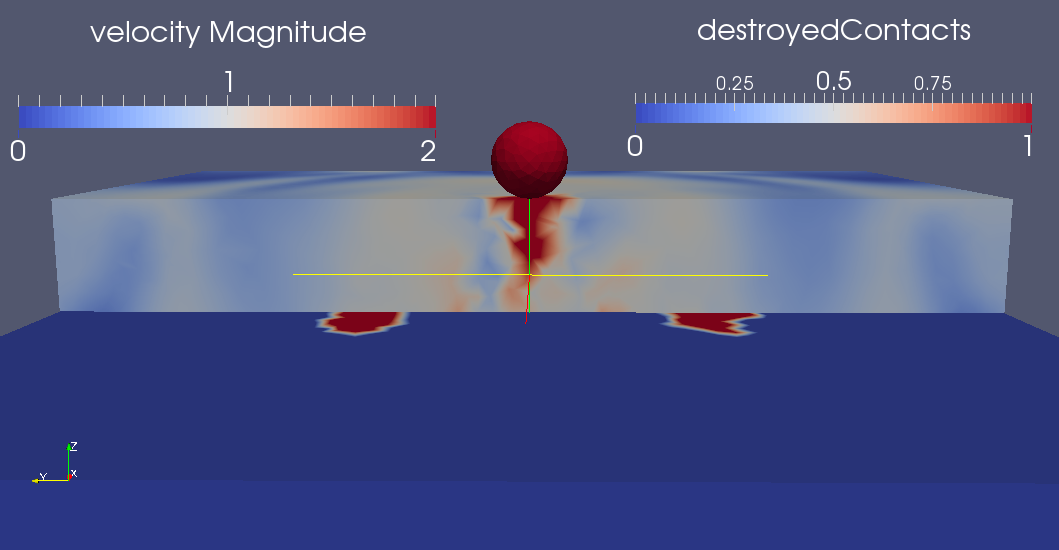 velocity Magnitude
destroyedContacts
1
0.25 0.5 0.75
0 2
0 1
Z
Y X